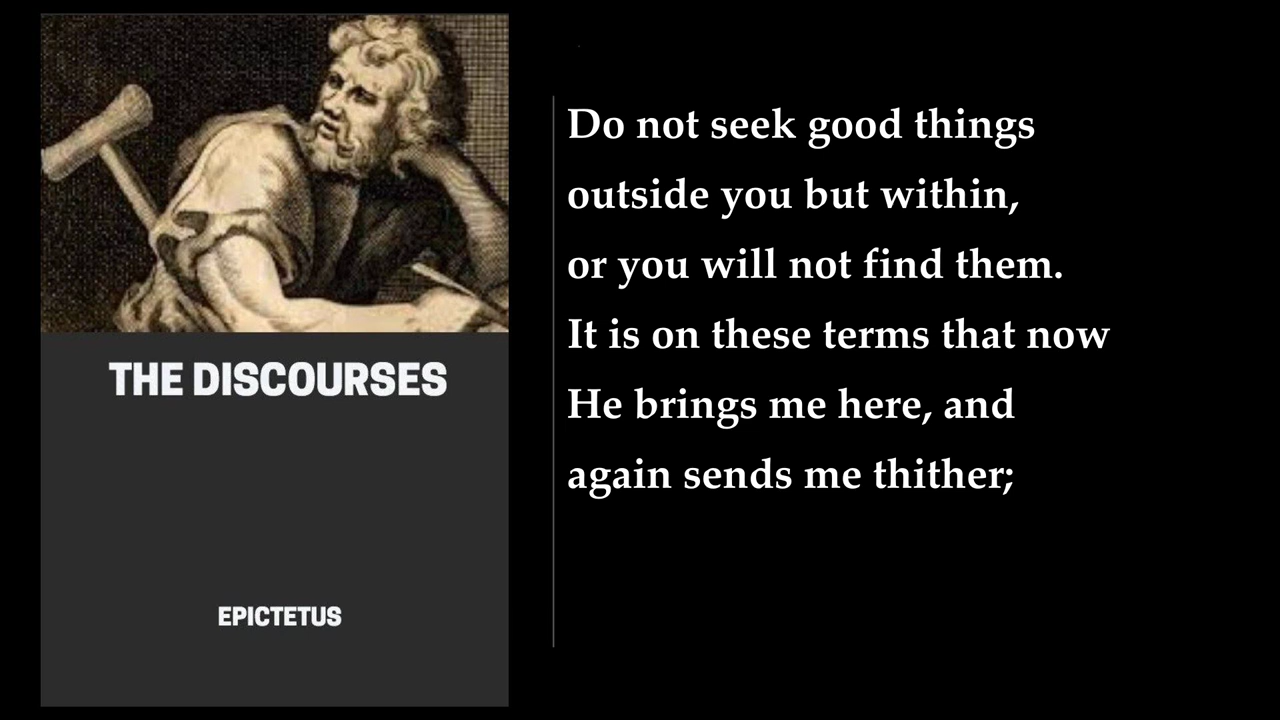 THE DISCOURSES
EPICTETUS
Do not seek good things
outside you but within,
or you will not find them.
It is on these terms that now
He brings me here, and
again sends me thither;